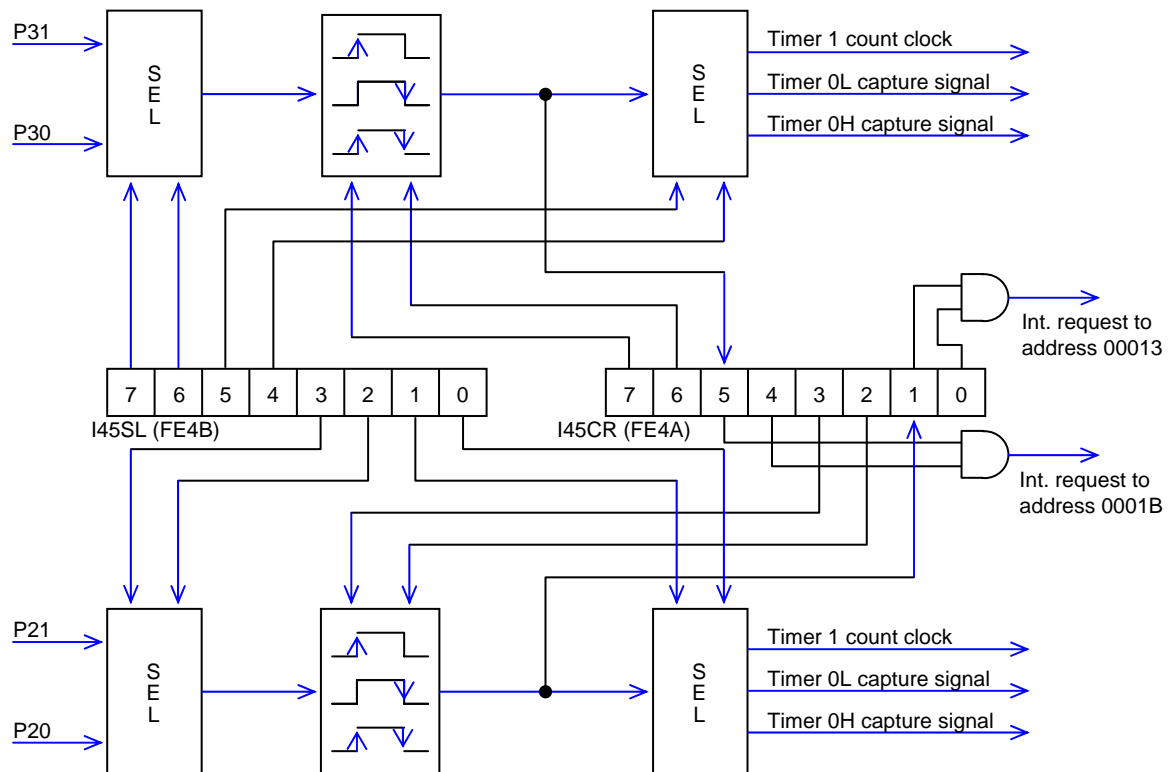 P31
P30
S
E
L
S
E
L
Timer 1 count clock
Timer 0L capture signal
Timer 0H capture signal
Int. request to
address 00013
7 6 5 4 3 2 1 0
I45SL (FE4B)
7 6 5 4 3 2 1 0
I45CR (FE4A)
Int. request to
address 0001B
P21
P20
S
E
L
S
E
L
Timer 1 count clock
Timer 0L capture signal
Timer 0H capture signal